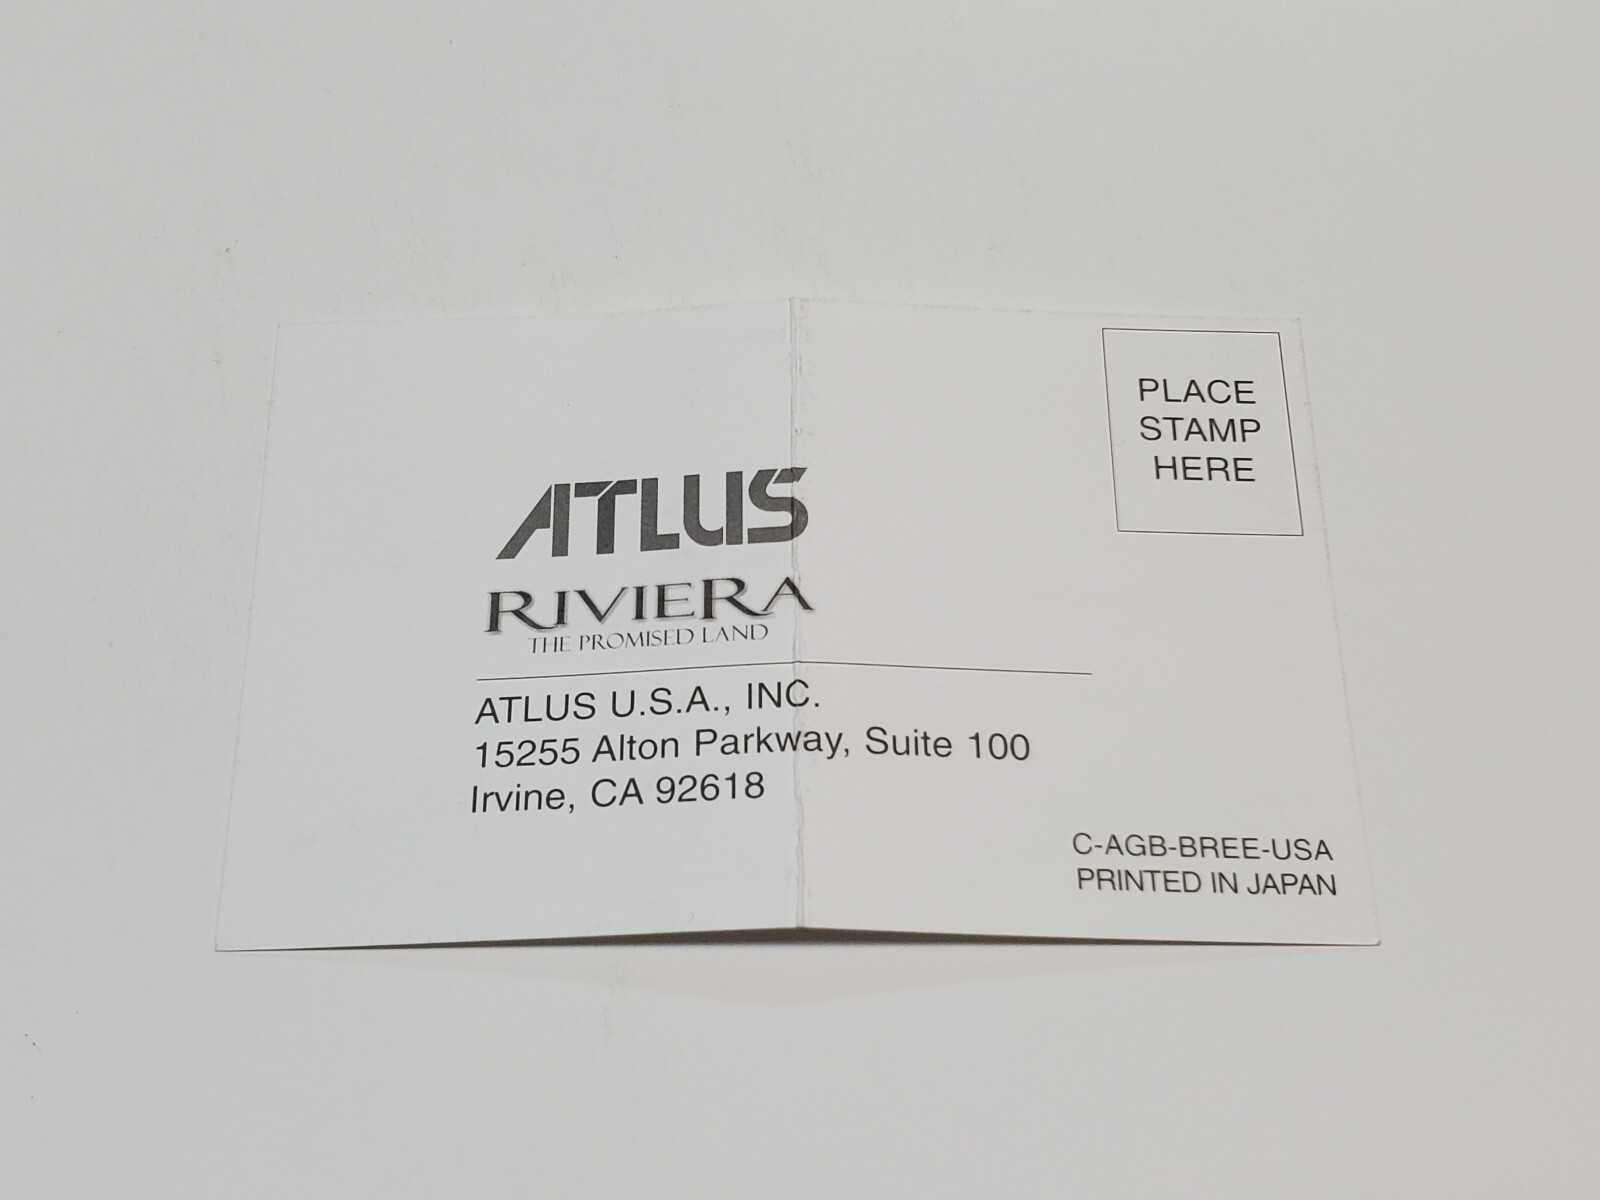 PLACE
STAMP
HERE
ATLUS
RIVIERA
THE PROMISED LAND
ATLUS U.S.A., INC.
15255 Alton Parkway, Suite 100
Irvine, CA 92618
C-AGB-BREE-USA
PRINTED IN JAPAN